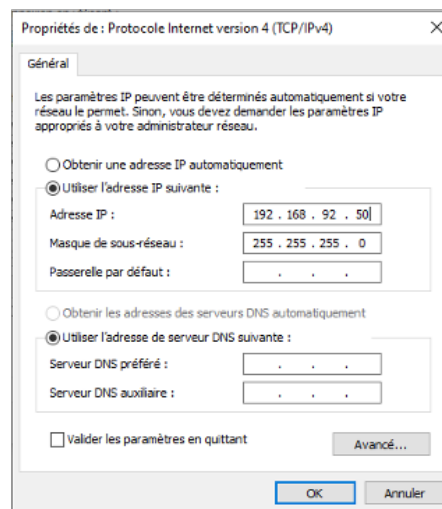 Propriétés de : Protocole Internet version 4 (TCP/IPv4)
Général
Les paramètres IP peuvent être déterminés automatiquement si votre
réseau le permet. Sinon, vous devez demander les paramètres IP
appropriés à votre administrateur réseau.
Obtenir une adresse IP automatiquement
Utiliser l'adresse IP suivante :
Adresse IP : 192 . 168 . 92 . 50
Masque de sous-réseau : 255 . 255 . 255 . 0
Passerelle par défaut : . . .
Obtenir les adresses des serveurs DNS automatiquement
Utiliser l'adresse de serveur DNS suivante :
Serveur DNS préféré : . . .
Serveur DNS auxiliaire : . . .
Valider les paramètres en quittant
Avancé...
OK Annuler